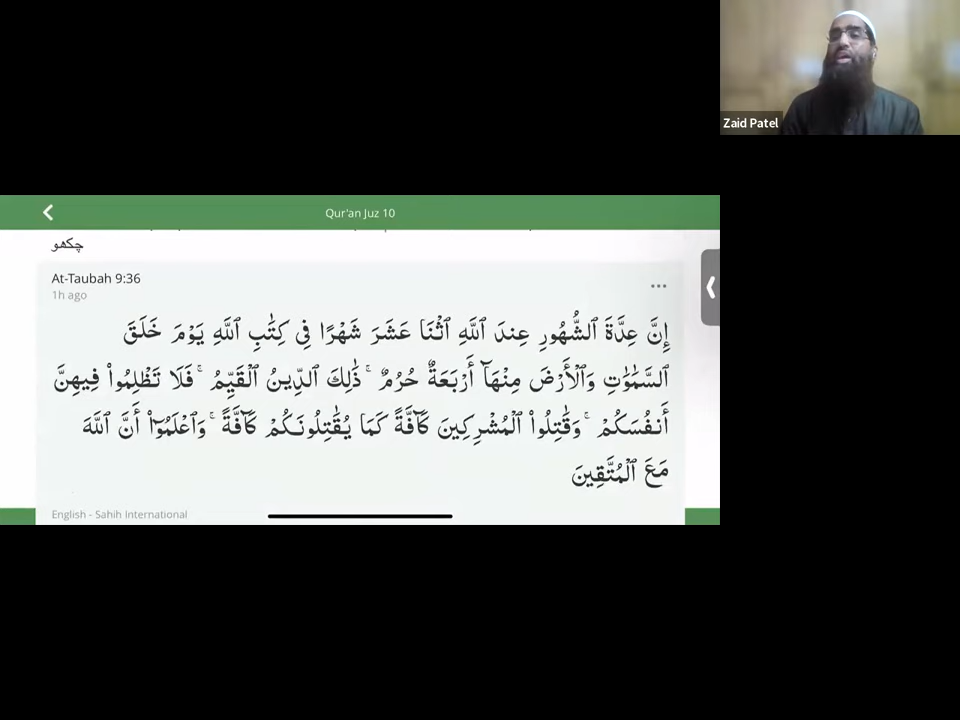 Zaid Patel
Qur'an Juz 10
چکھو
At-Taubah 9:36
1h ago
إِنَّ عِدَّةَ ٱلشُّهُورِ عِندَ ٱللَّهِ ٱثْنَا عَشَرَ شَهْرًا فِى كِتَٰبِ ٱللَّهِ يَوْمَ خَلَقَ
ٱلسَّمَٰوَٰتِ وَٱلْأَرْضَ مِنْهَآ أَرْبَعَةٌ حُرُمٌ ۚ ذَٰلِكَ ٱلدِّينُ ٱلْقَيِّمُ ۚ فَلَا تَظْلِمُوا۟ فِيهِنَّ
أَنفُسَكُمْ ۚ وَقَٰتِلُوا۟ ٱلْمُشْرِكِينَ كَآفَّةً كَمَا يُقَٰتِلُونَكُمْ كَآفَّةً ۚ وَٱعْلَمُوٓا۟ أَنَّ ٱللَّهَ
مَعَ ٱلْمُتَّقِينَ
English - Sahih International